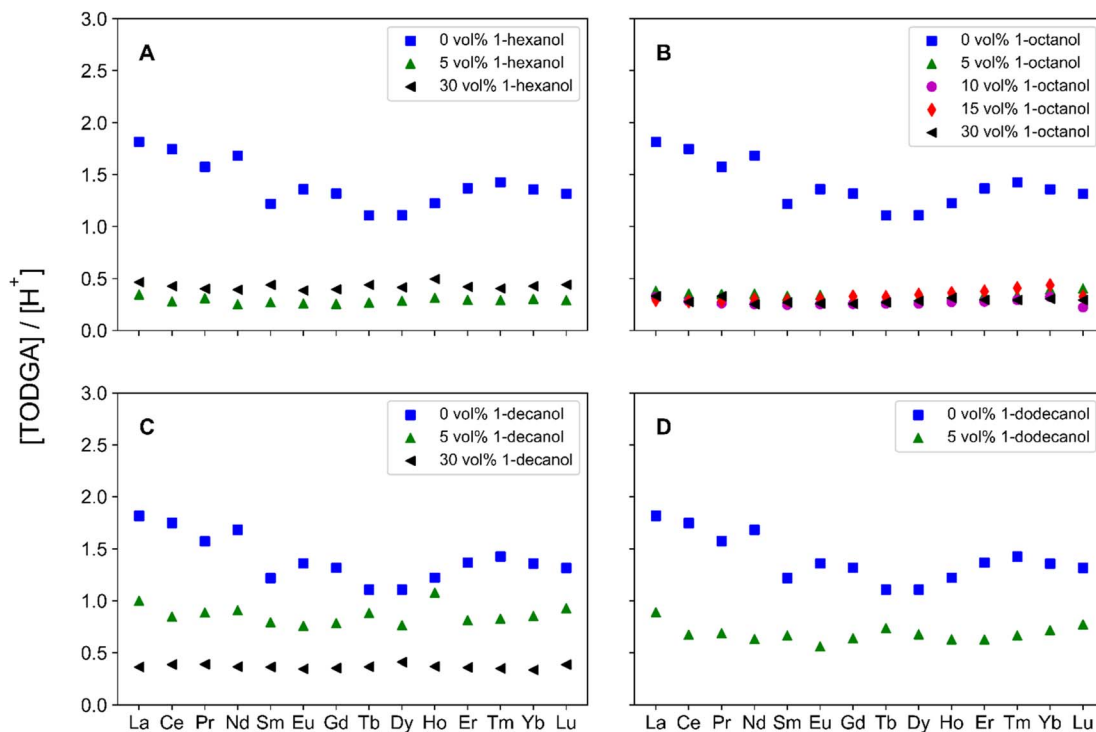 [TODGA] / [H+]
A
3.0
2.5
2.0
1.5
1.0
0.5
0.0
0 vol% 1-hexanol
5 vol% 1-hexanol
30 vol% 1-hexanol
B
0 vol% 1-octanol
5 vol% 1-octanol
10 vol% 1-octanol
15 vol% 1-octanol
30 vol% 1-octanol
C
3.0
2.5
2.0
1.5
1.0
0.5
0.0
0 vol% 1-decanol
5 vol% 1-decanol
30 vol% 1-decanol
La Ce Pr Nd Sm Eu Gd Tb Dy Ho Er Tm Yb Lu
D
0 vol% 1-dodecanol
5 vol% 1-dodecanol
La Ce Pr Nd Sm Eu Gd Tb Dy Ho Er Tm Yb Lu